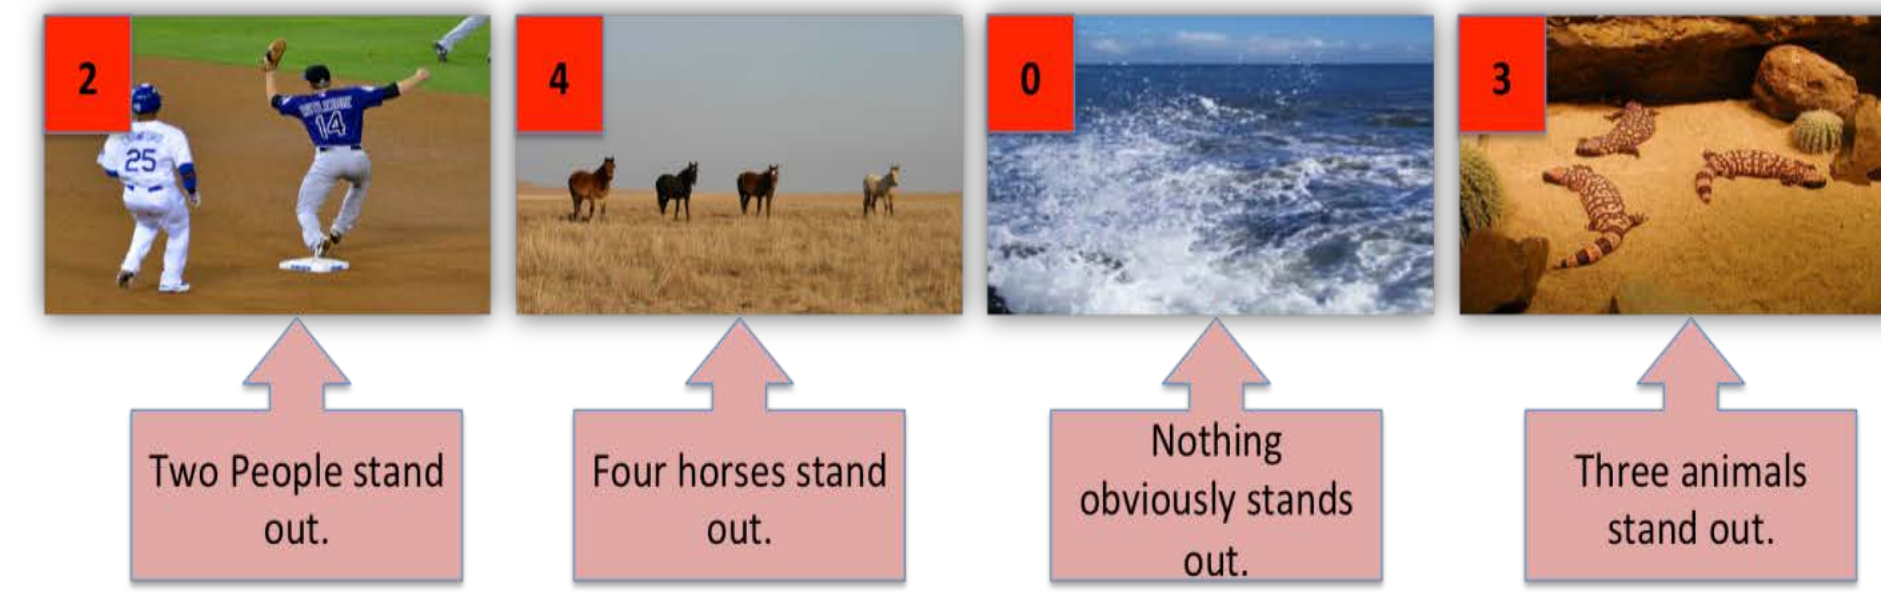 2
4
0
3
25
14
Two People stand
out.
Four horses stand
out.
Nothing
obviously stands
out.
Three animals
stand out.